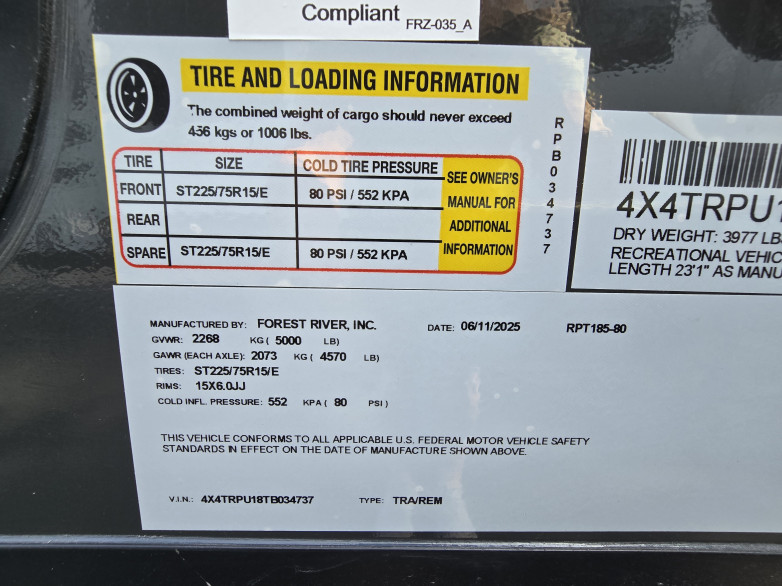 Compliant FRZ-035_A
TIRE AND LOADING INFORMATION
The combined weight of cargo should never exceed
456 kgs or 1006 lbs.
TIRE SIZE COLD TIRE PRESSURE
FRONT ST225/75R15/E 80 PSI / 552 KPA
REAR
SPARE ST225/75R15/E 80 PSI / 552 KPA
SEE OWNER'S
MANUAL FOR
ADDITIONAL
INFORMATION
RPB034737
4X4TRPU1
DRY WEIGHT: 3977 LB
RECREATIONAL VEHIC
LENGTH 23'1" AS MANU
MANUFACTURED BY: FOREST RIVER, INC. DATE: 06/11/2025 RPT185-80
GVWR: 2268 KG ( 5000 LB)
GAWR (EACH AXLE): 2073 KG ( 4570 LB)
TIRES: ST225/75R15/E
RIMS: 15X6.0JJ
COLD INFL. PRESSURE: 552 KPA ( 80 PSI )
THIS VEHICLE CONFORMS TO ALL APPLICABLE U.S. FEDERAL MOTOR VEHICLE SAFETY
STANDARDS IN EFFECT ON THE DATE OF MANUFACTURE SHOWN ABOVE.
V.I.N.: 4X4TRPU18TB034737 TYPE: TRA/REM